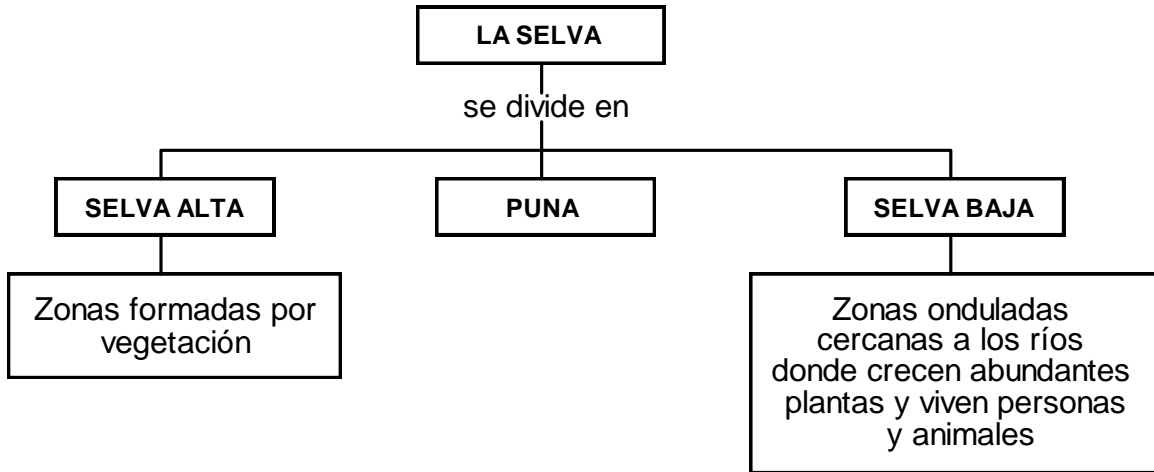 LA SELVA
se divide en
SELVA ALTA
PUNA
SELVA BAJA
Zonas formadas por
vegetación
Zonas onduladas
cercanas a los ríos
donde crecen abundantes
plantas y viven personas
y animales